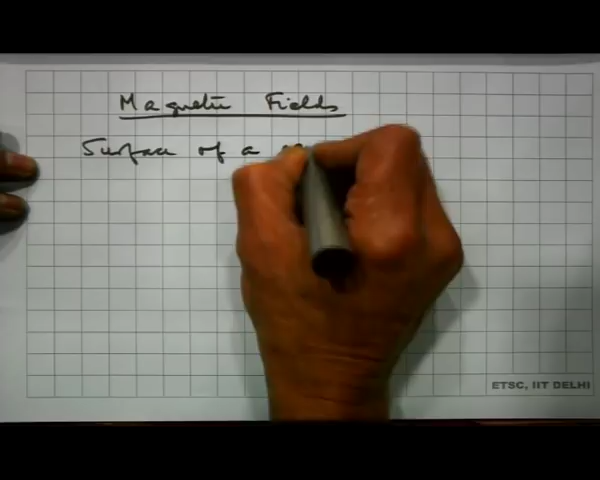 Magnetic Fields
Surface of a
ETSC, IIT DELHI